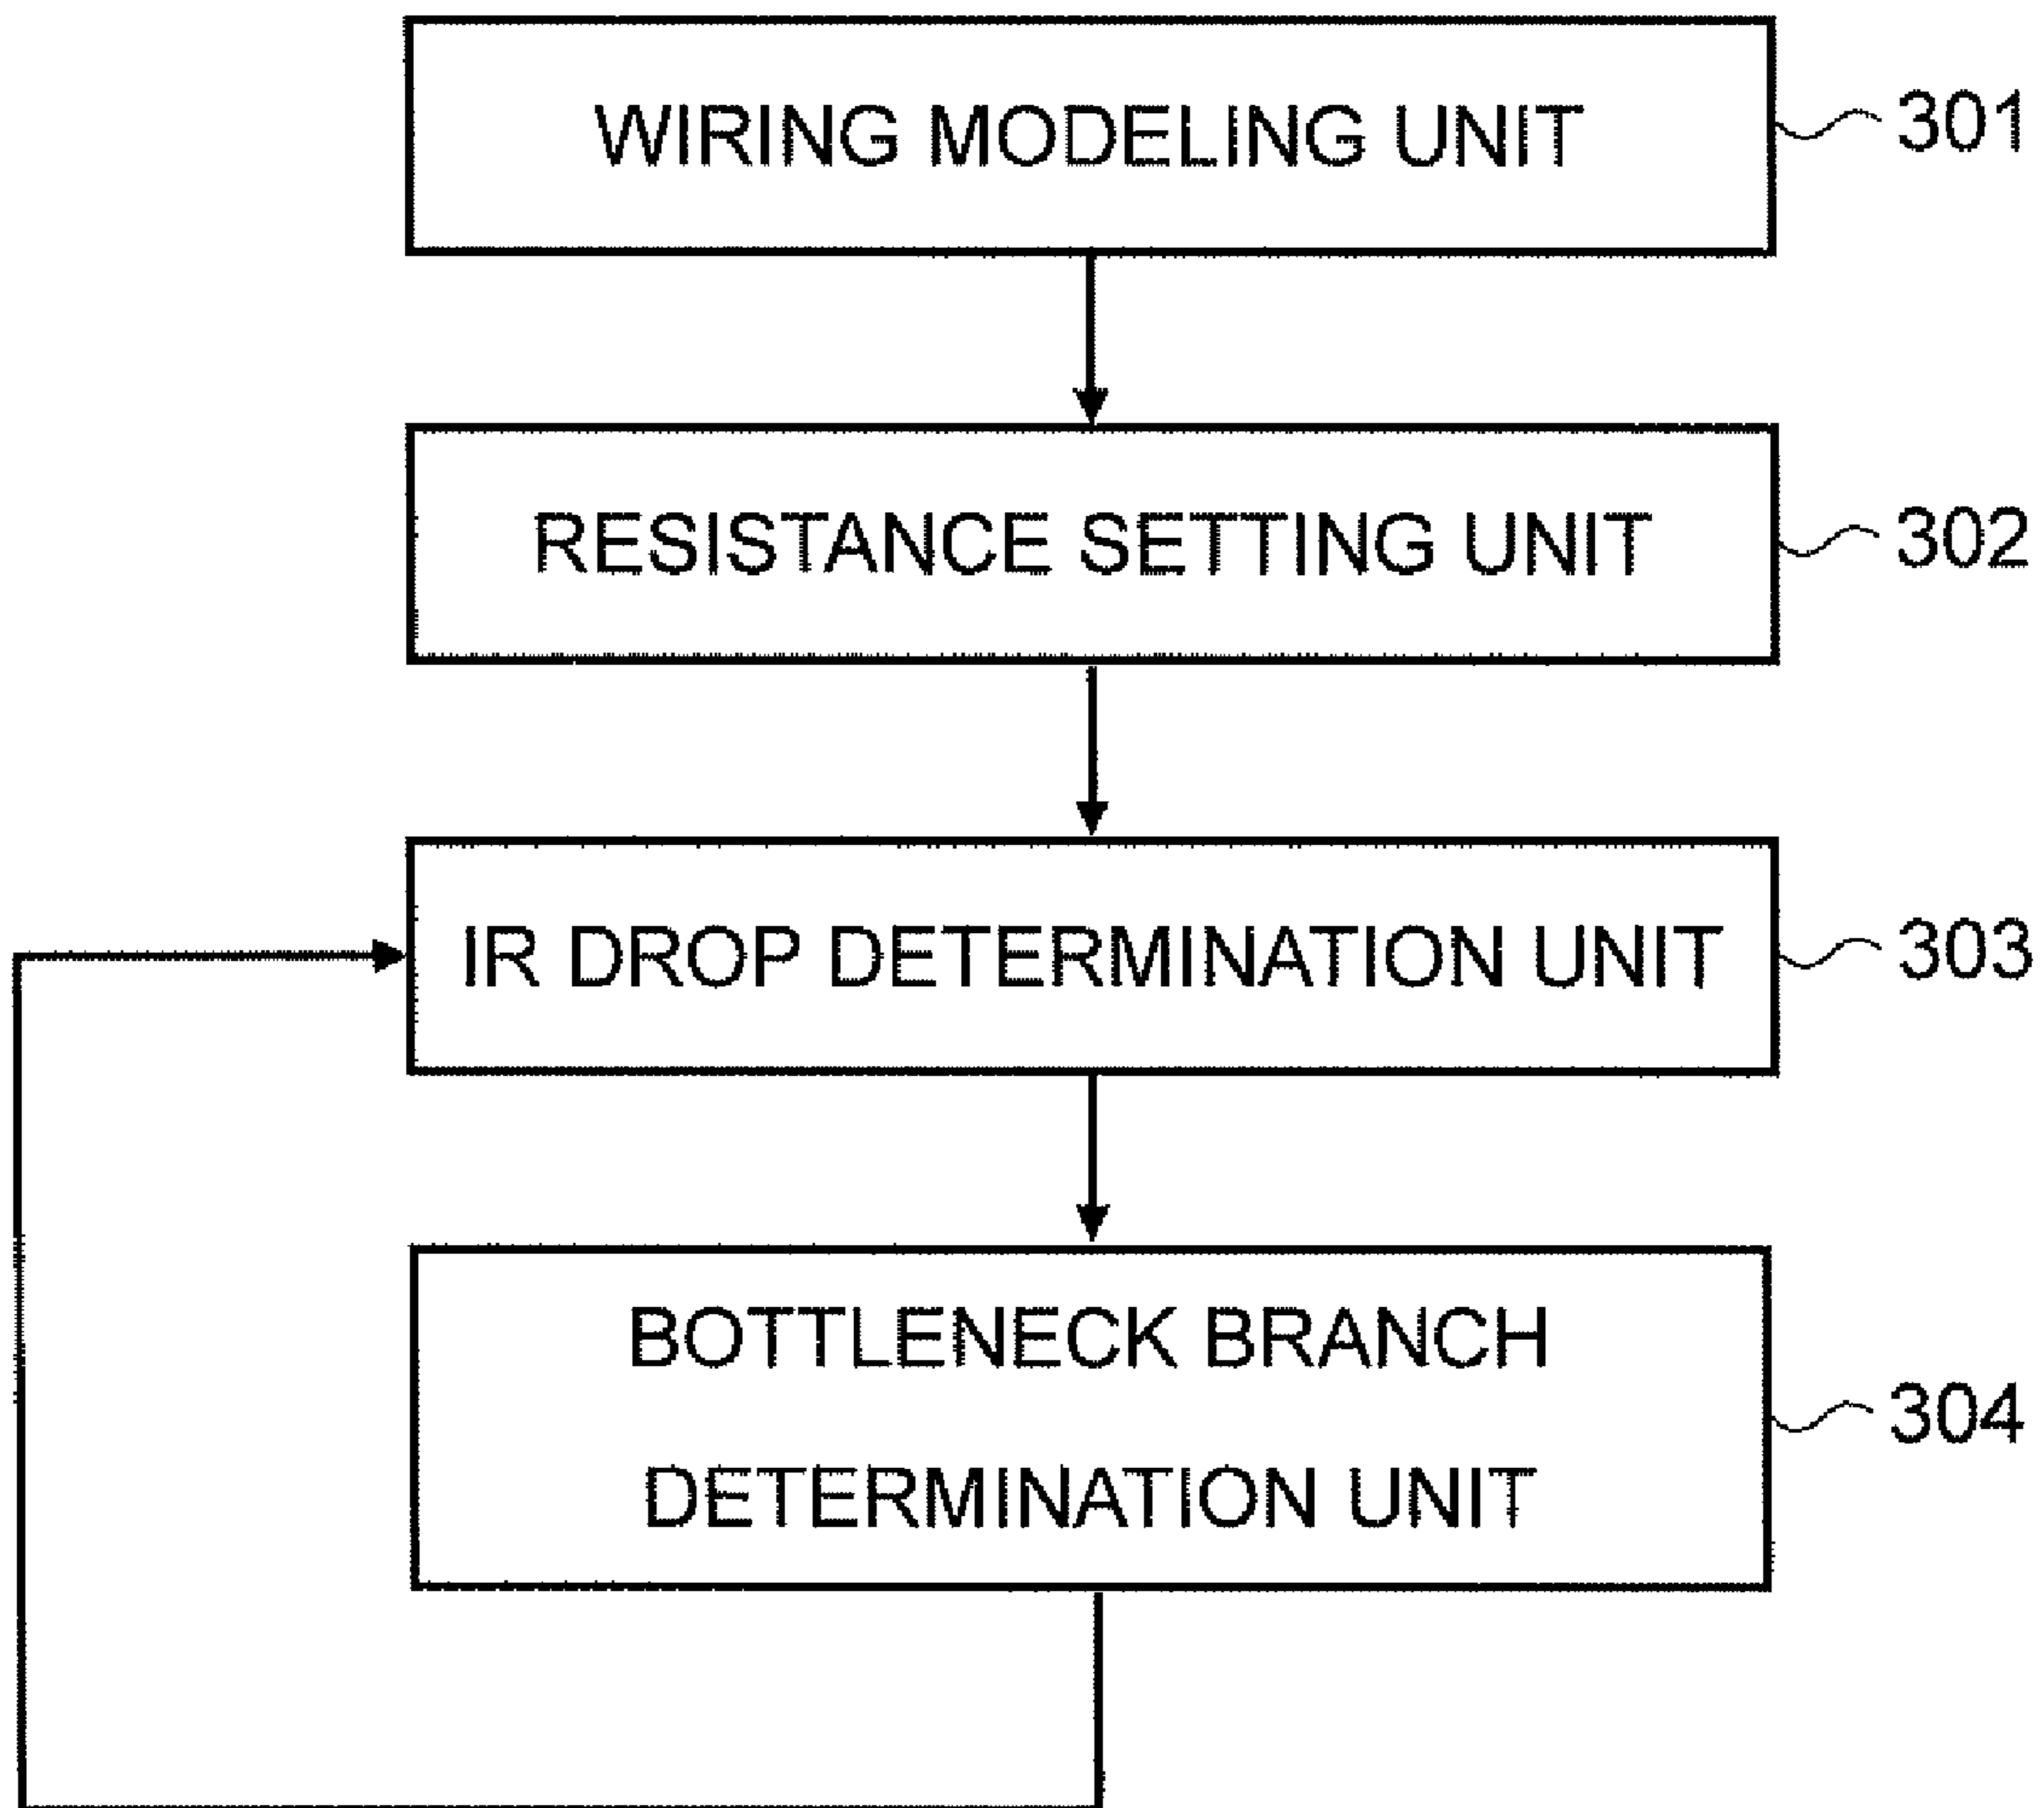 WIRING MODELING UNIT
301
RESISTANCE SETTING UNIT
302
IR DROP DETERMINATION UNIT
303
BOTTLENECK BRANCH
DETERMINATION UNIT
304